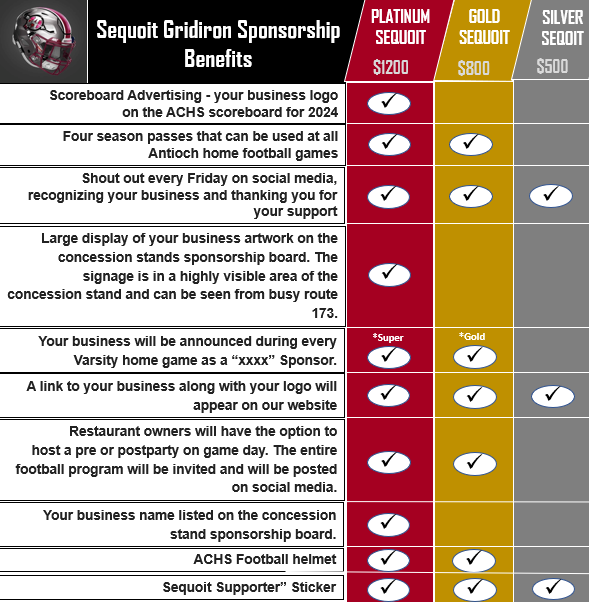 Sequoit Gridiron Sponsorship
Benefits
PLATINUM
SEQUOIT
$1200
GOLD
SEQUOIT
$800
SILVER
SEQOIT
$500
Scoreboard Advertising - your business logo
on the ACHS scoreboard for 2024
Four season passes that can be used at all
Antioch home football games
Shout out every Friday on social media,
recognizing your business and thanking you for
your support
Large display of your business artwork on the
concession stands sponsorship board. The
signage is in a highly visible area of the
concession stand and can be seen from busy route
173.
Your business will be announced during every
Varsity home game as a “xxxx” Sponsor.
*Super
*Gold
A link to your business along with your logo will
appear on our website
Restaurant owners will have the option to
host a pre or postparty on game day. The entire
football program will be invited and will be posted
on social media.
Your business name listed on the concession
stand sponsorship board.
ACHS Football helmet
Sequoit Supporter” Sticker